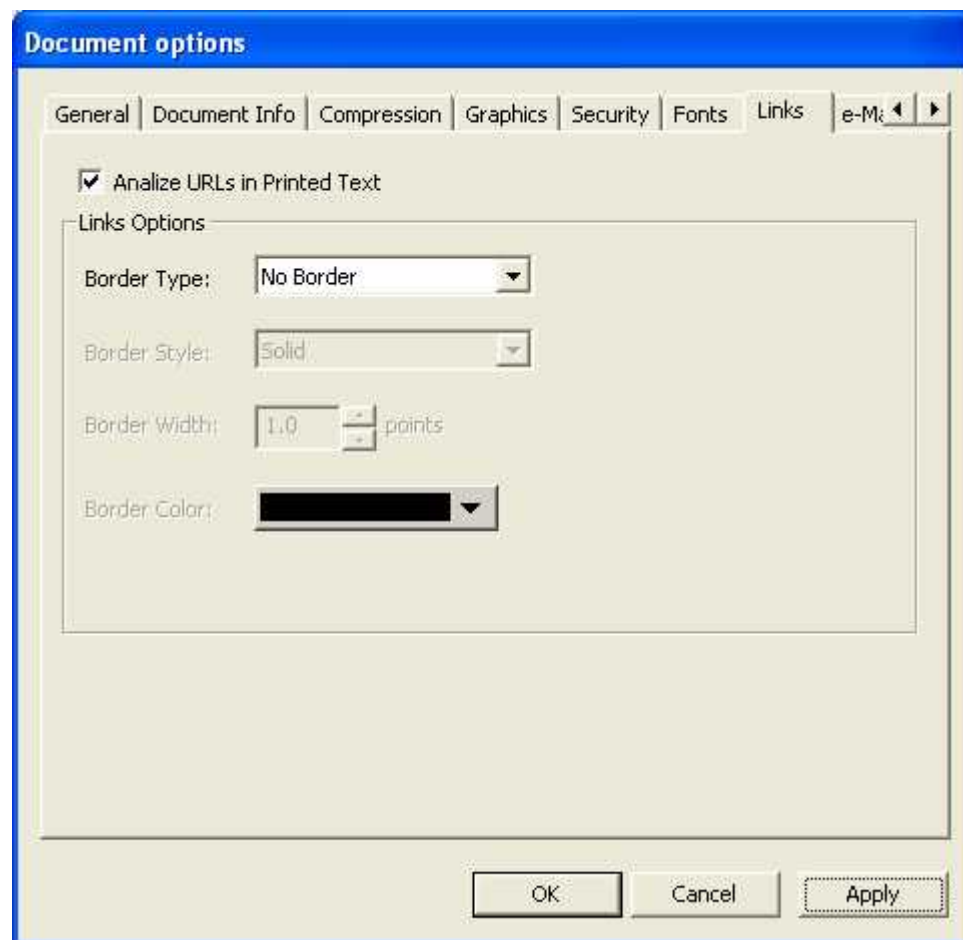 Document options
General Document Info Compression Graphics Security Fonts Links e-Ma
Analize URLs in Printed Text
Links Options
Border Type: No Border
Border Style: Solid
Border Width: 1.0 points
Border Color:
OK Cancel Apply